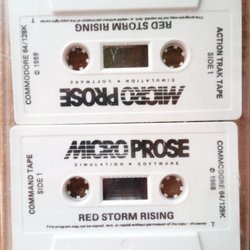 This program may not be copied, lent, or resold without permission of the copyright owner
RED STORM RISING
COMMODORE 64/128K
© 1988
ACTION TRAK TAPE
SIDE 1
SIMULATION • SOFTWARE
MICRO PROSE
MICRO PROSE
SIMULATION • SOFTWARE
COMMAND TAPE
SIDE 1
© 1988
COMMODORE 64/128K
RED STORM RISING
This program may not be copied, lent, or resold without permission of the copyright owner